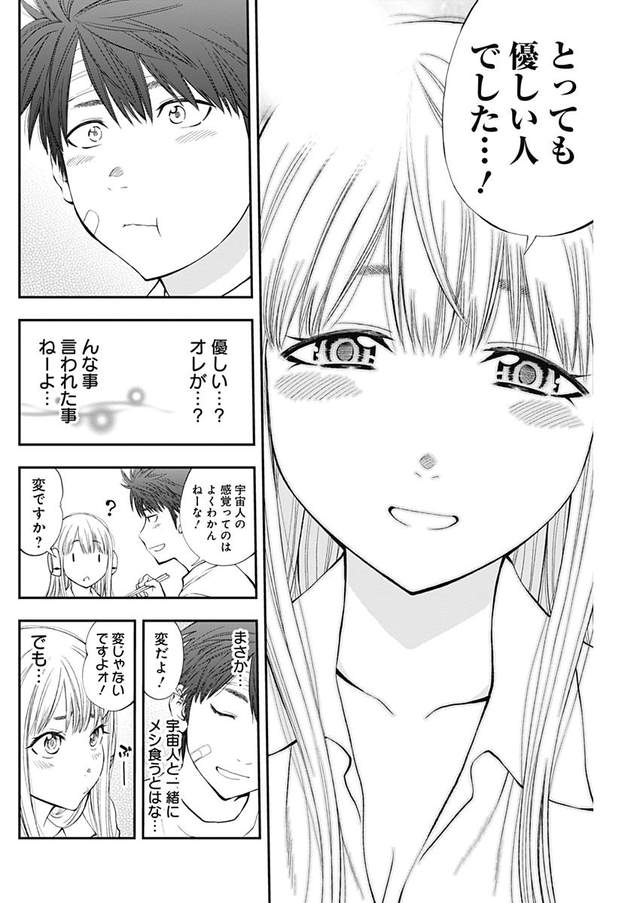 とっても
優しい人
でした…!
優しい…?
オレが…?
んな事
言われた事
ねーよ…
宇宙人の
感覚ってのは
よくわかん
ねーな!
?
変ですか?
まさか…
変だよ!
宇宙人と一緒に
メシ食うとはな…
変じゃない
ですよォ!
ぶー
でも…